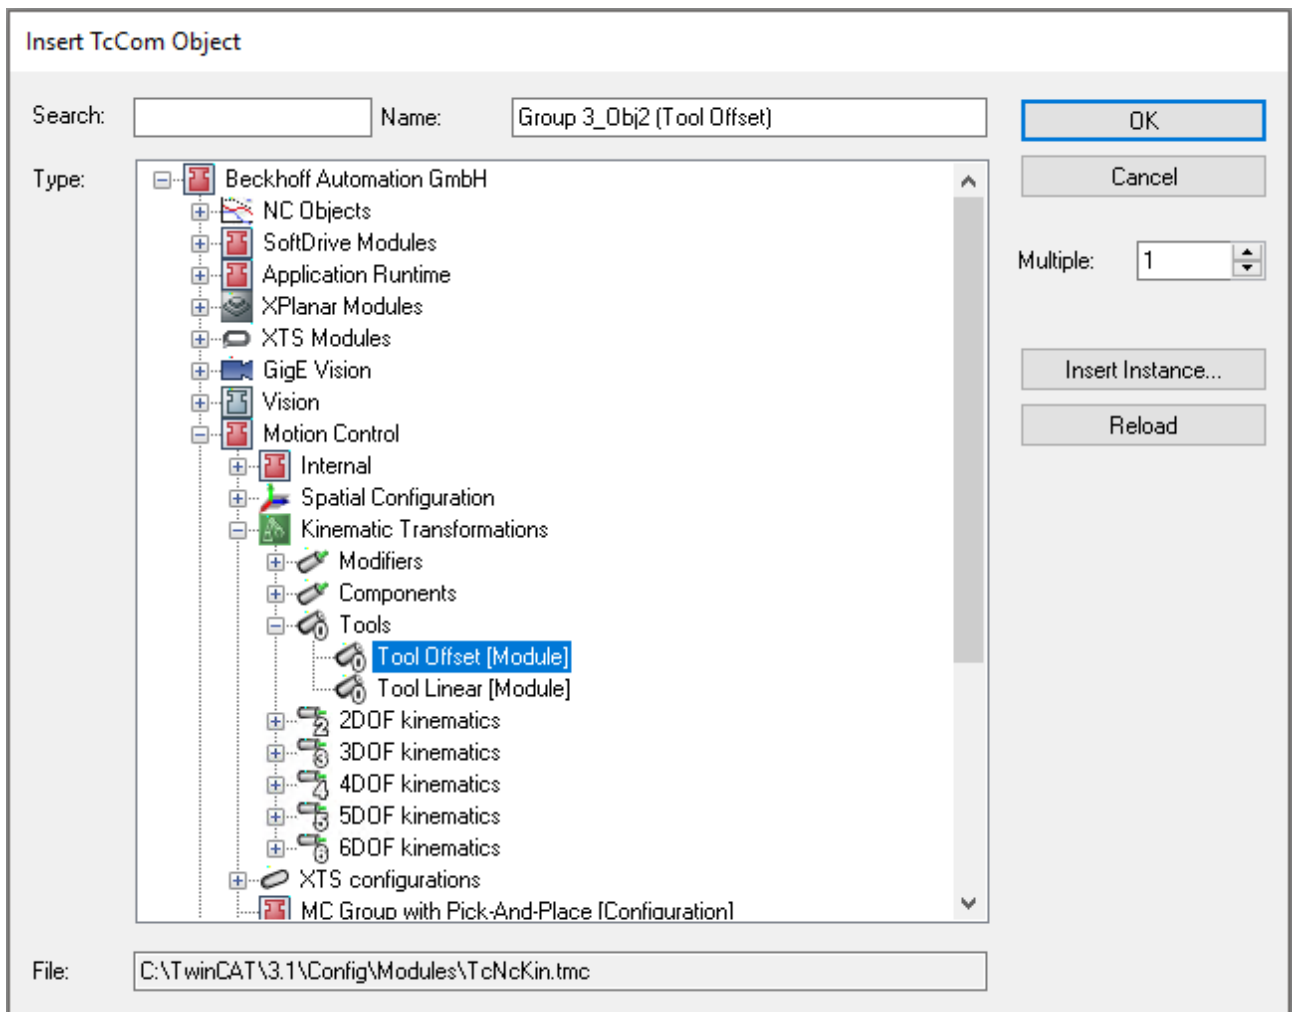 Insert TcCom Object
Search:
Name: Group 3_Obj2 (Tool Offset)
OK
Type:
Beckhoff Automation GmbH
Cancel
NC Objects
SoftDrive Modules
Multiple: 1
Application Runtime
XPlanar Modules
XTS Modules
GigE Vision
Insert Instance...
Vision
Reload
Motion Control
Internal
Spatial Configuration
Kinematic Transformations
Modifiers
Components
Tools
Tool Offset [Module]
Tool Linear [Module]
2DOF kinematics
3DOF kinematics
4DOF kinematics
5DOF kinematics
6DOF kinematics
XTS configurations
MC Group with Pick-And-Place [Configuration]
File: C:\TwinCAT\3.1\Config\Modules\TcNcKin.tmc